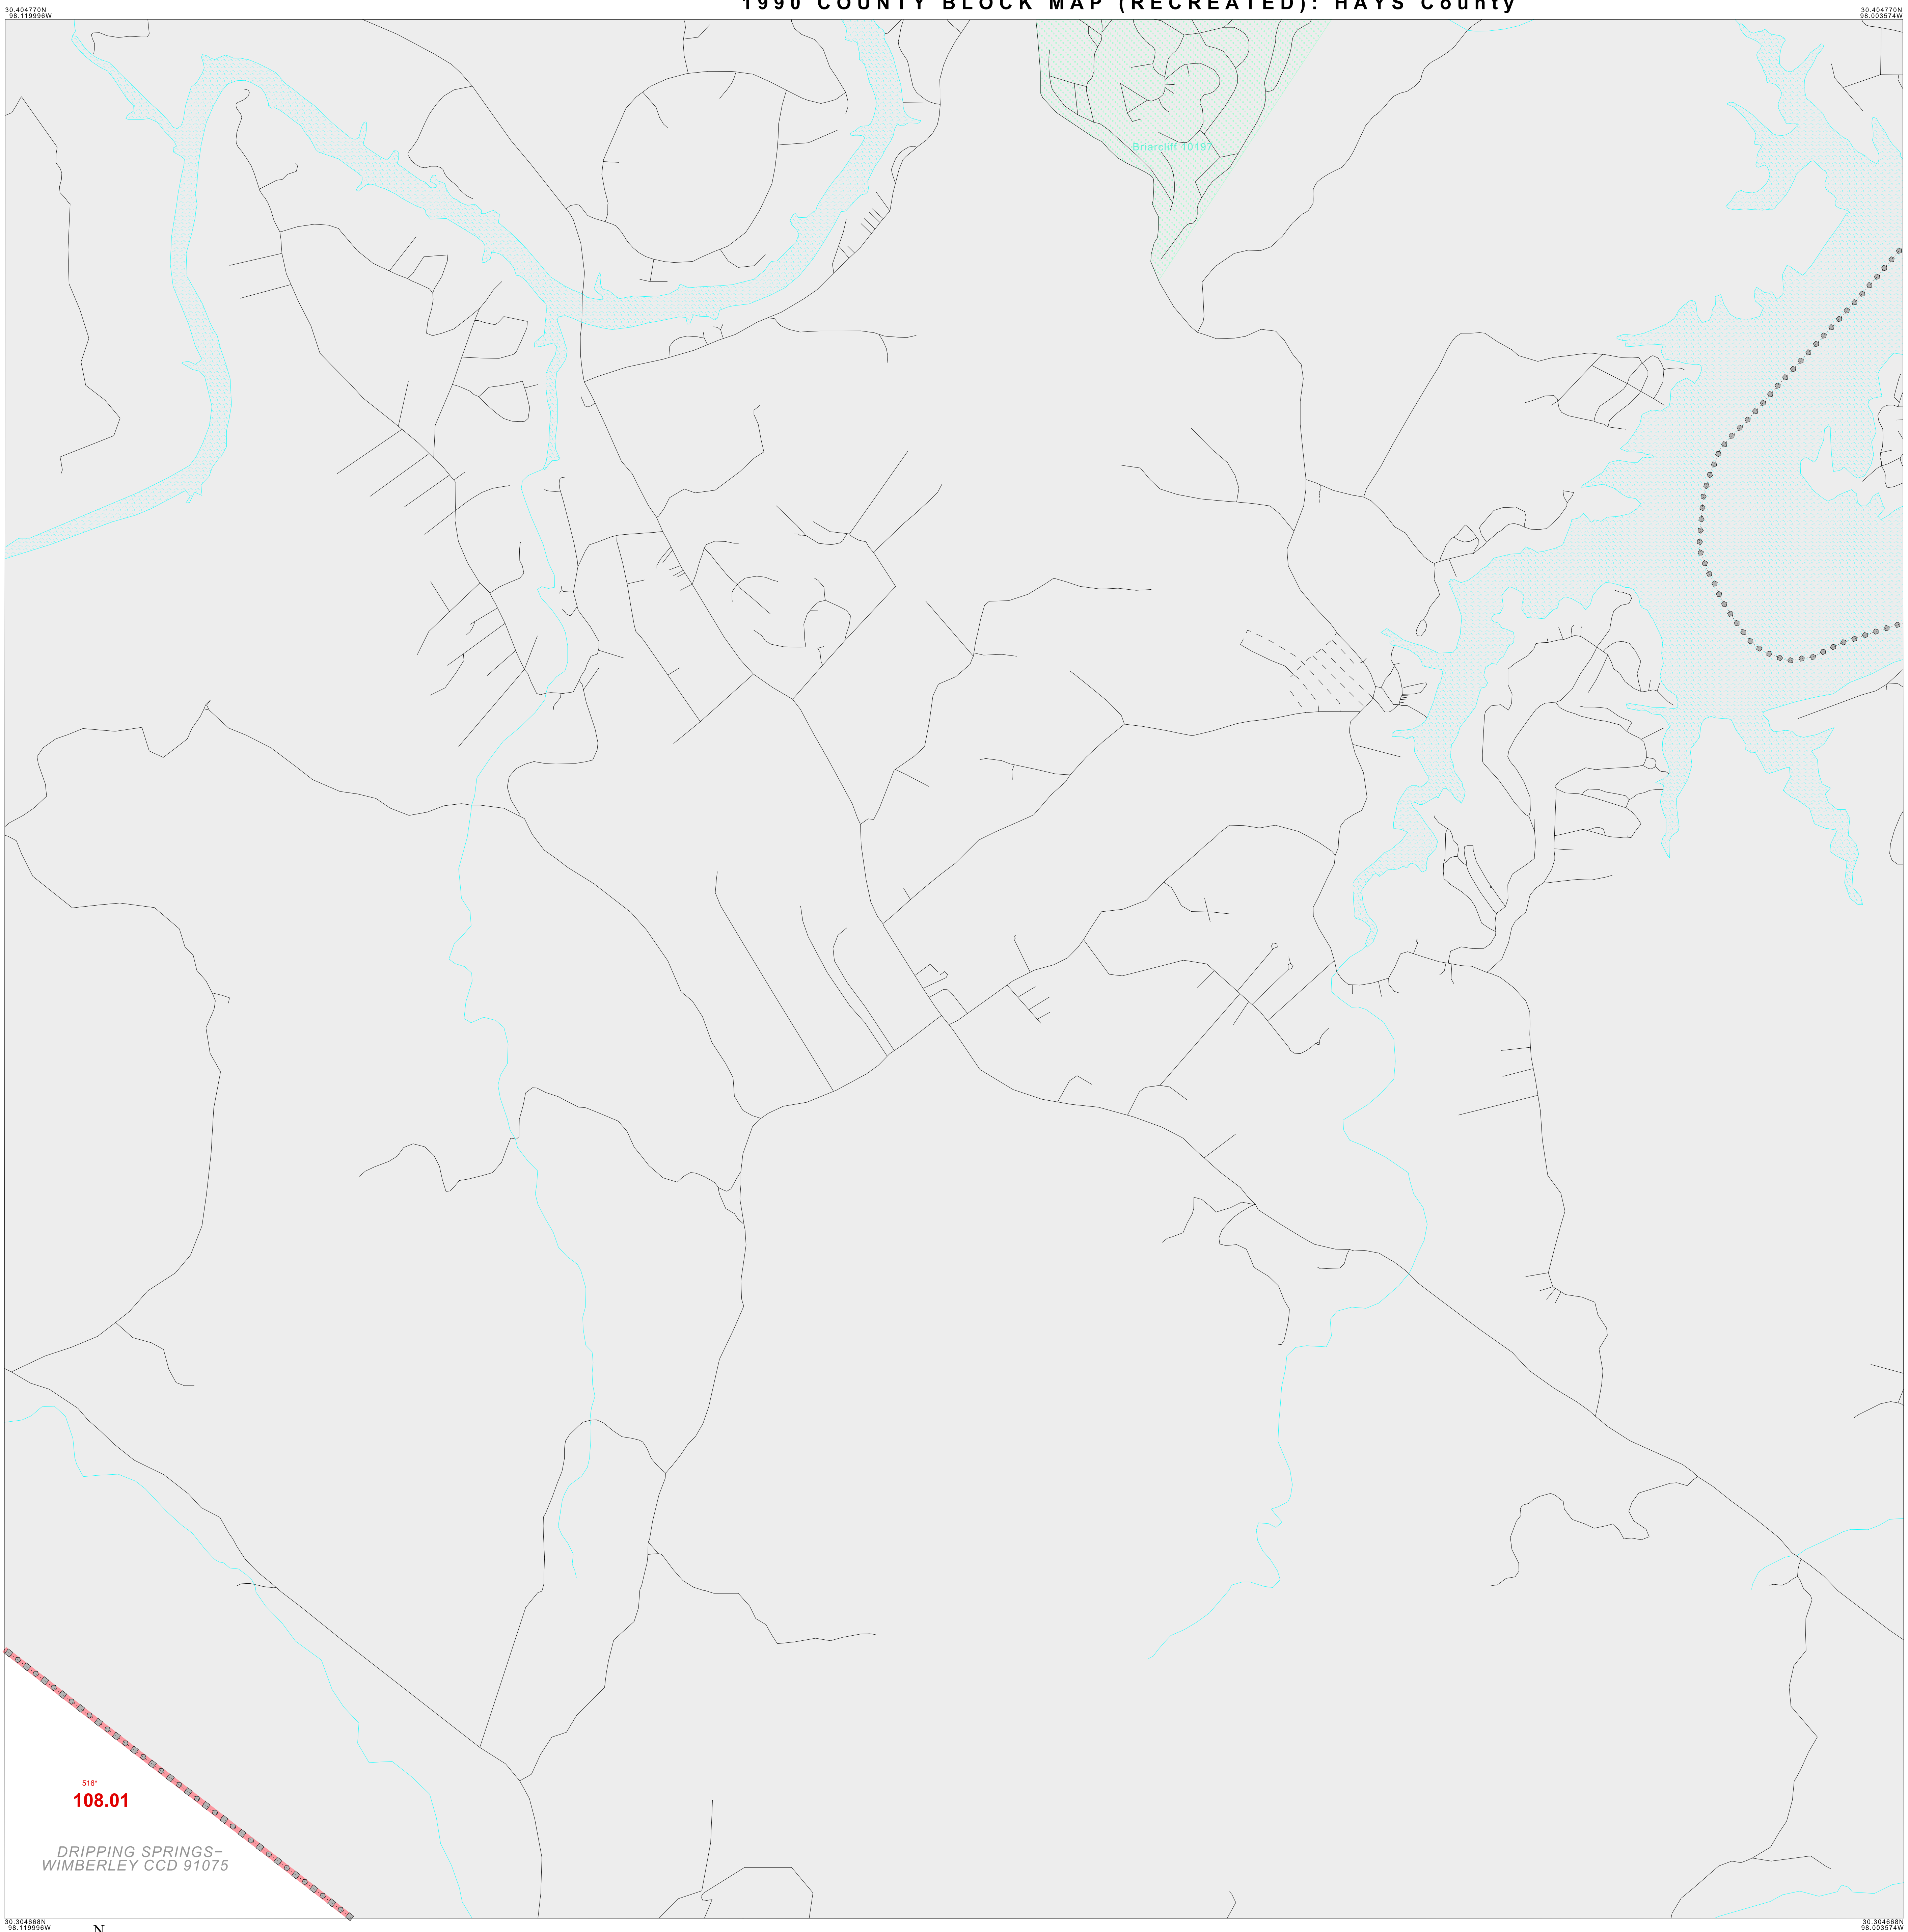 1990 COUNTY BLOCK MAP (RECREATED): HAYS County
30.404770N
98.119996W
30.404770N
98.003574W
Briarcliff 10197
516*
108.01
DRIPPING SPRINGS–
WIMBERLEY CCD 91075
30.304668N
98.119996W
N
30.304668N
98.003574W